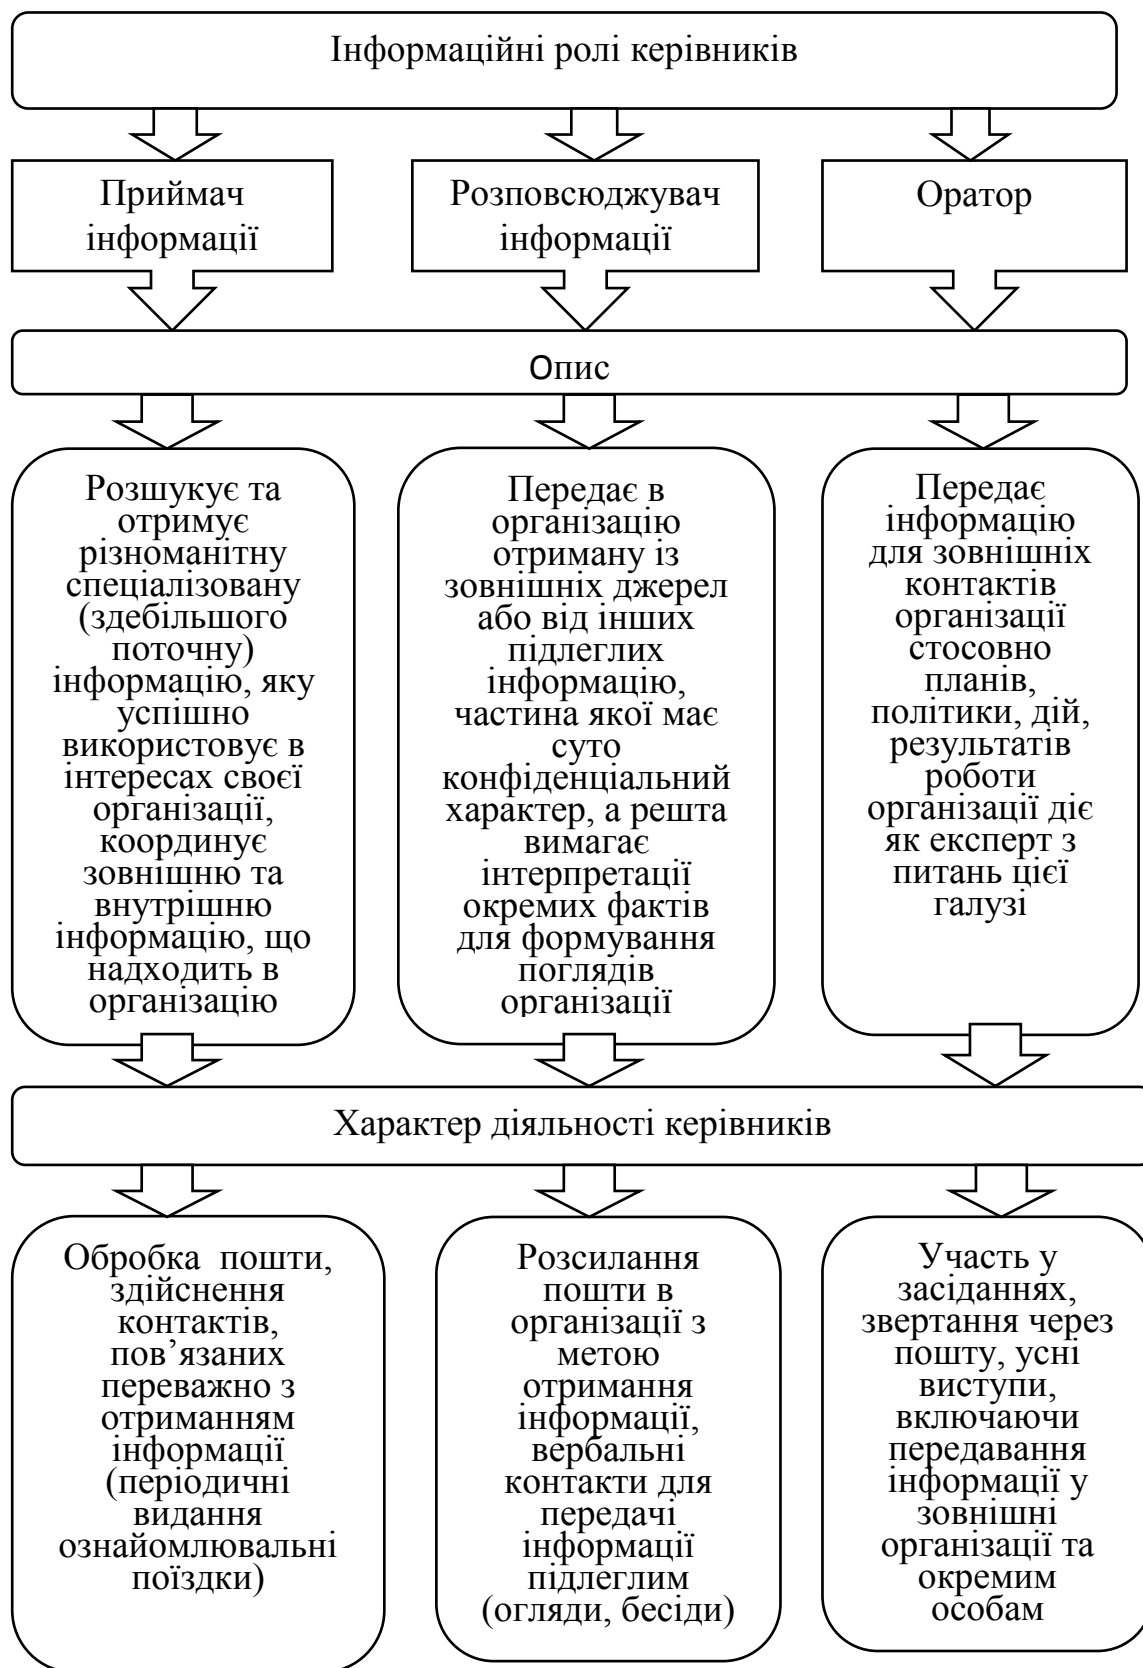 Інформаційні ролі керівників
Приймач
інформації
Розповсюджувач
інформації
Оратор
Опис
Розшукує та
отримує
різноманітну
спеціалізовану
(здебільшого
поточну)
інформацію, яку
успішно
використовує в
інтересах своєї
організації,
координує
зовнішню та
внутрішню
інформацію, що
надходить в
організацію
Передає в
організацію
отриману із
зовнішніх джерел
або від інших
підлеглих
інформацію,
частина якої має
суто
конфіденціальний
характер, а решта
вимагає
інтерпретації
окремих фактів
для формування
поглядів
організації
Передає
інформацію
для зовнішніх
контактів
організації
стосовно
планів,
політики, дій,
результатів
роботи
організації діє
як експерт з
питань цієї
галузі
Характер діяльності керівників
Обробка пошти,
здійснення
контактів,
пов’язаних
переважно з
отриманням
інформації
(періодичні
видання
ознайомлювальні
поїздки)
Розсилання
пошти в
організації з
метою
отримання
інформації,
вербальні
контакти для
передачі
інформації
підлеглим
(огляди, бесіди)
Участь у
засіданнях,
звертання через
пошту, усні
виступи,
включаючи
передавання
інформації у
зовнішні
організації та
окремим
особам